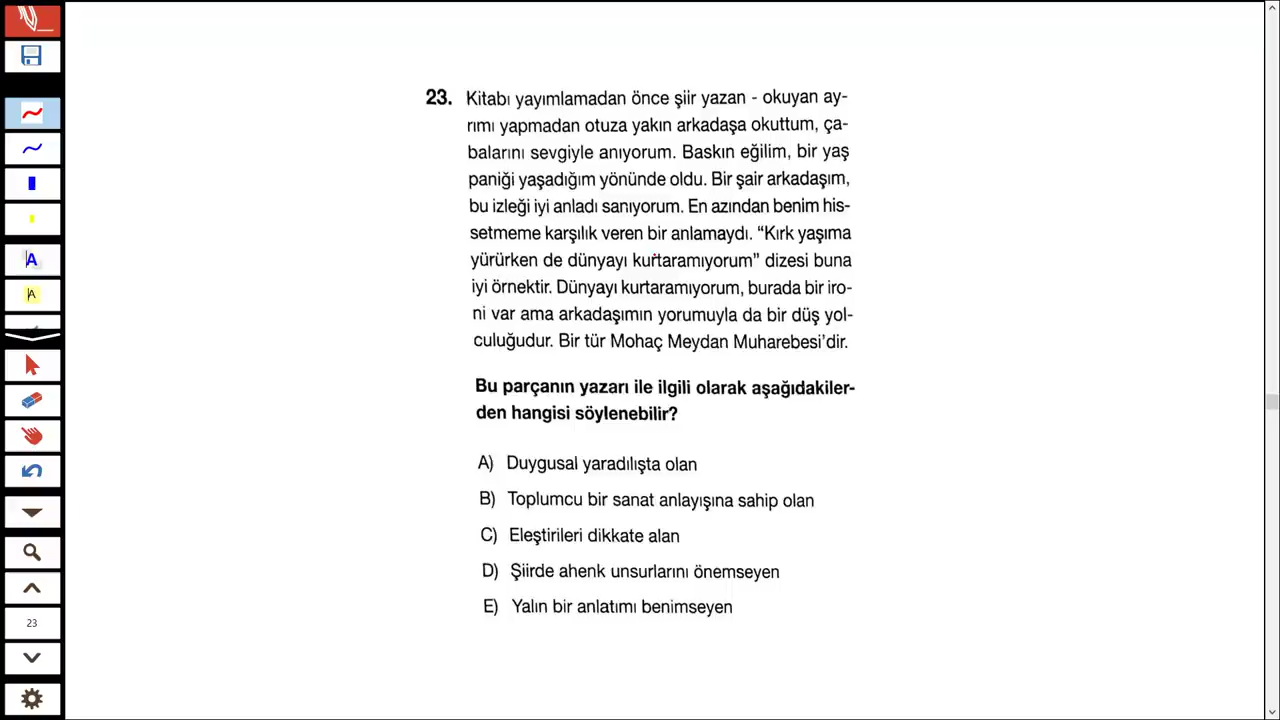 23. Kitabı yayımlamadan önce şiir yazan - okuyan ay-
rımı yapmadan otuza yakın arkadaşa okuttum, ça-
balarını sevgiyle anıyorum. Baskın eğilim, bir yaş
paniği yaşadığım yönünde oldu. Bir şair arkadaşım,
bu izleği iyi anladı sanıyorum. En azından benim his-
setmeme karşılık veren bir anlamaydı. “Kırk yaşıma
yürürken de dünyayı kurtaramıyorum” dizesi buna
iyi örnektir. Dünyayı kurtaramıyorum, burada bir iro-
ni var ama arkadaşımın yorumuyla da bir düş yol-
culuğudur. Bir tür Mohaç Meydan Muharebesi’dir.
Bu parçanın yazarı ile ilgili olarak aşağıdakiler-
den hangisi söylenebilir?
A) Duygusal yaradılışta olan
B) Toplumcu bir sanat anlayışına sahip olan
C) Eleştirileri dikkate alan
D) Şiirde ahenk unsurlarını önemseyen
E) Yalın bir anlatımı benimseyen
A
A
23